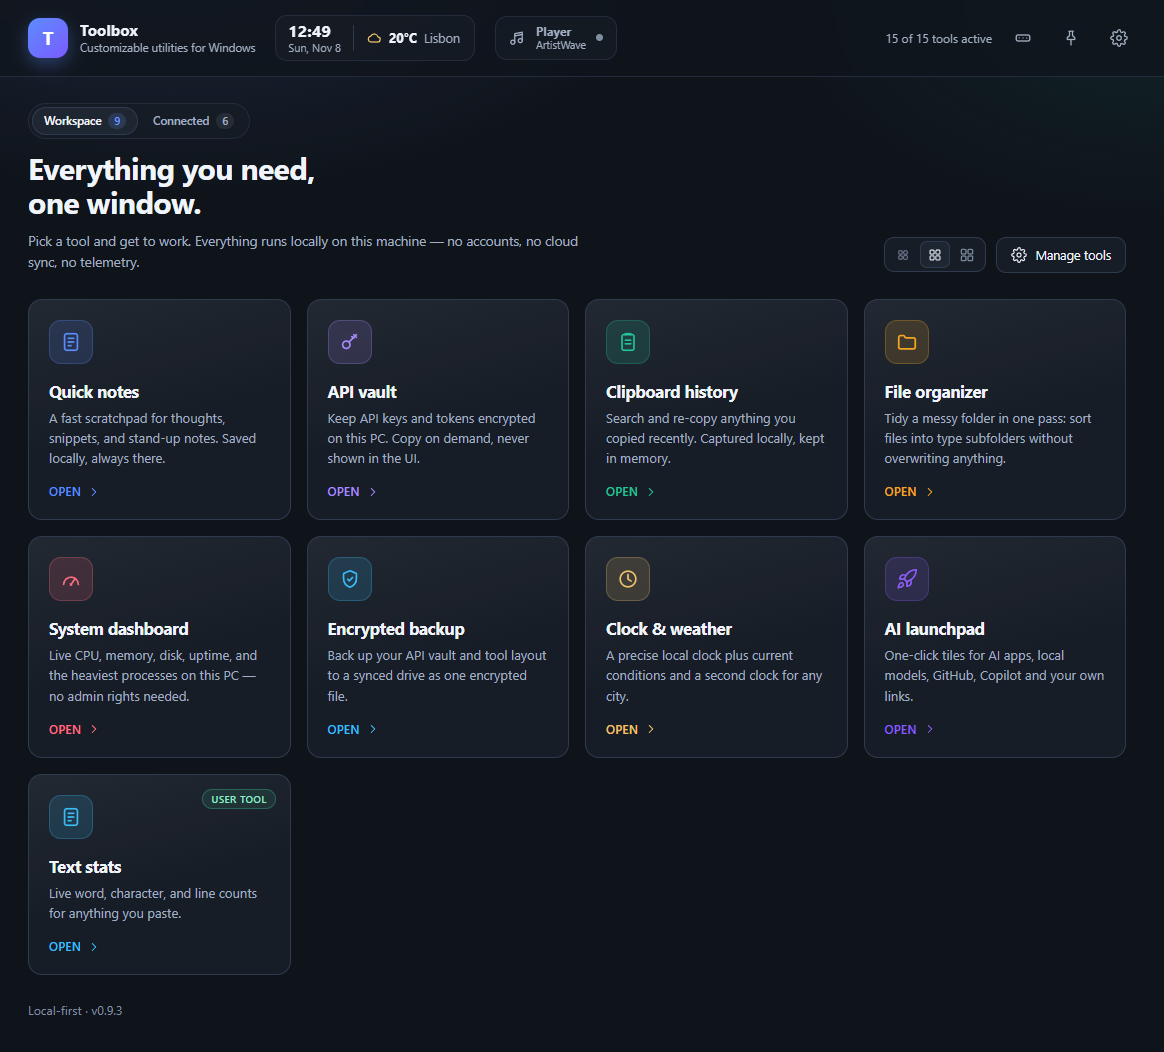 T
Toolbox
Customizable utilities for Windows
12:49
Sun, Nov 8
20°C Lisbon
Player
ArtistWave
15 of 15 tools active
Workspace 9
Connected 6
Everything you need,
one window.
Pick a tool and get to work. Everything runs locally on this machine — no accounts, no cloud
sync, no telemetry.
Manage tools
Quick notes
A fast scratchpad for thoughts,
snippets, and stand-up notes. Saved
locally, always there.
OPEN
API vault
Keep API keys and tokens encrypted
on this PC. Copy on demand, never
shown in the UI.
OPEN
Clipboard history
Search and re-copy anything you
copied recently. Captured locally, kept
in memory.
OPEN
File organizer
Tidy a messy folder in one pass: sort
files into type subfolders without
overwriting anything.
OPEN
System dashboard
Live CPU, memory, disk, uptime, and
the heaviest processes on this PC —
no admin rights needed.
OPEN
Encrypted backup
Back up your API vault and tool layout
to a synced drive as one encrypted
file.
OPEN
Clock & weather
A precise local clock plus current
conditions and a second clock for any
city.
OPEN
AI launchpad
One-click tiles for AI apps, local
models, GitHub, Copilot and your own
links.
OPEN
USER TOOL
Text stats
Live word, character, and line counts
for anything you paste.
OPEN
Local-first · v0.9.3